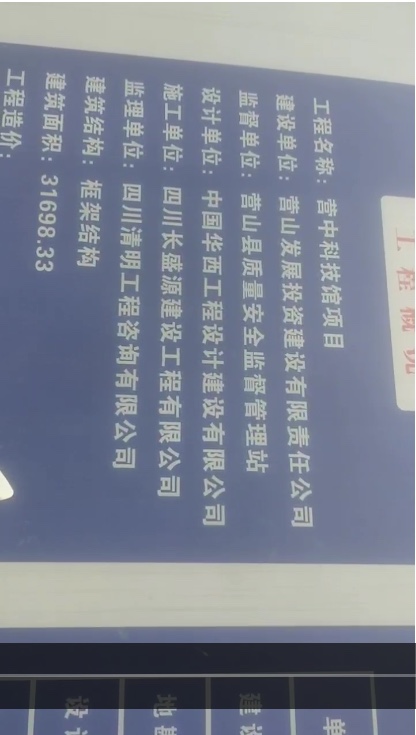 工程概况
工程名称：营中科技馆项目
建设单位：营山发展投资建设有限责任公司
监督单位：营山县质量安全监督管理站
设计单位：中国华西工程设计建设有限公司
施工单位：四川长盛源建设工程有限公司
监理单位：四川清明工程咨询有限公司
建筑结构：框架结构
建筑面积：31698.33
工程造价：
单
建设
地
设计